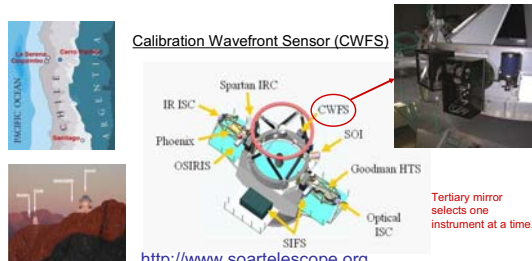 Calibration Wavefront Sensor (CWFS)
La Serena
Coquimbo
PACIFIC OCEAN
CHILE
ARGENTINA
Santiago
Spartan IRC
IR ISC
CWFS
SOI
Phoenix
OSIRIS
Goodman HTS
Optical
ISC
SIFS
Tertiary mirror
selects one
instrument at a time.
http://www.soartelescope.org